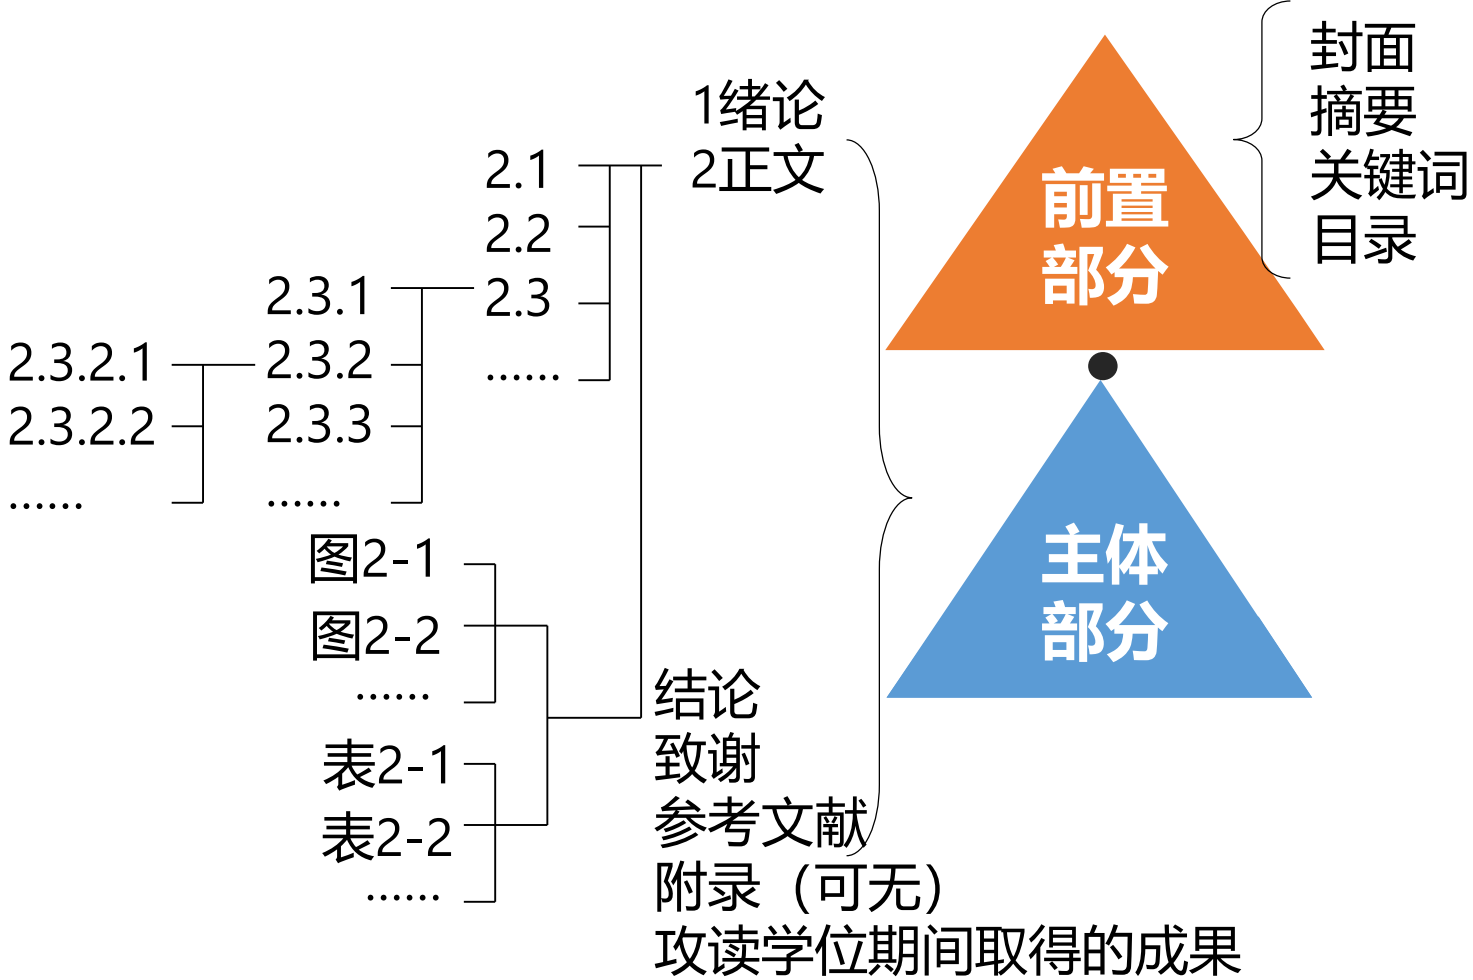 封面
摘要
关键词
目录
前置
部分
主体
部分
1绪论
2正文
2.1
2.2
2.3
……
2.3.1
2.3.2
2.3.3
……
2.3.2.1
2.3.2.2
……
图2-1
图2-2
……
表2-1
表2-2
……
结论
致谢
参考文献
附录（可无）
攻读学位期间取得的成果